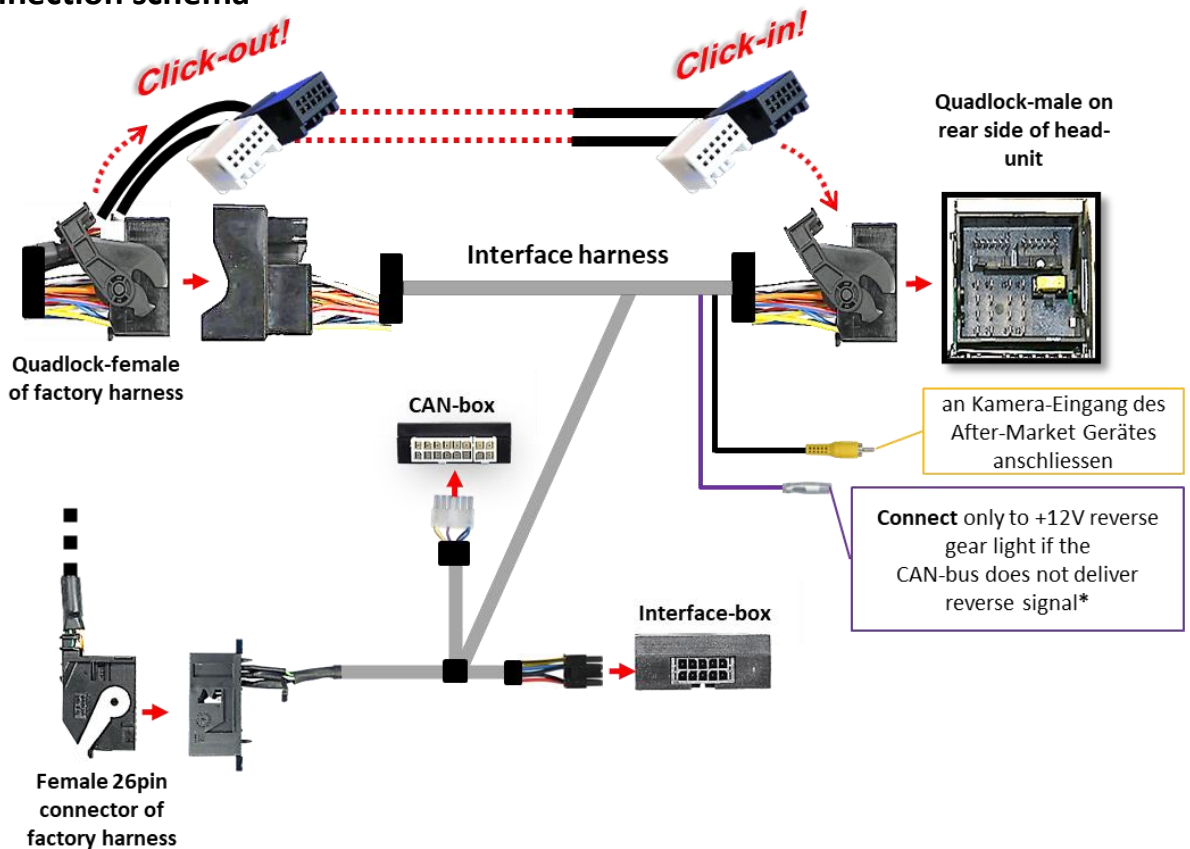 nnection schema
Click-out!
Click-in!
Quadlock-male on
rear side of head-
unit
Interface harness
Quadlock-female
of factory harness
CAN-box
an Kamera-Eingang des
After-Market Gerätes
anschliessen
Connect only to +12V reverse
gear light if the
CAN-bus does not deliver
reverse signal*
Interface-box
Female 26pin
connector of
factory harness